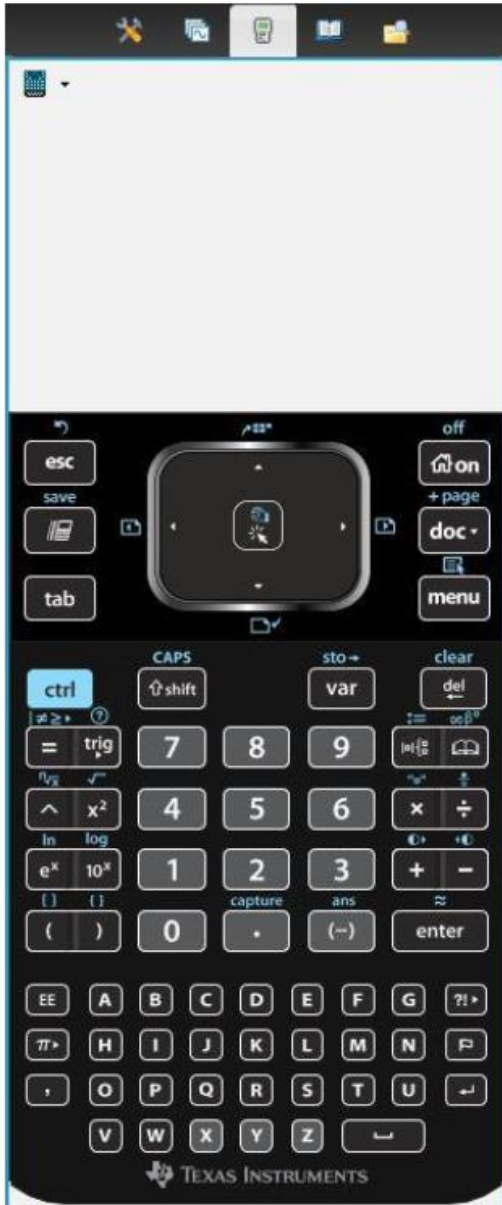 off
esc
on
save
+ page
doc
tab
menu
CAPS
sto→
clear
ctrl
⇧shift
var
del
|≠≥▸ ?
:= ∞β°
= trig 7 8 9
ⁿ√x √
"∞" ÷
^ x² 4 5 6 × ÷
ln log
eˣ 10ˣ 1 2 3 + −
[ ] { } capture ans ≈
( ) 0 . (−) enter
EE A B C D E F G ?!▸
π▸ H I J K L M N
, O P Q R S T U ↵
V W X Y Z
TEXAS INSTRUMENTS